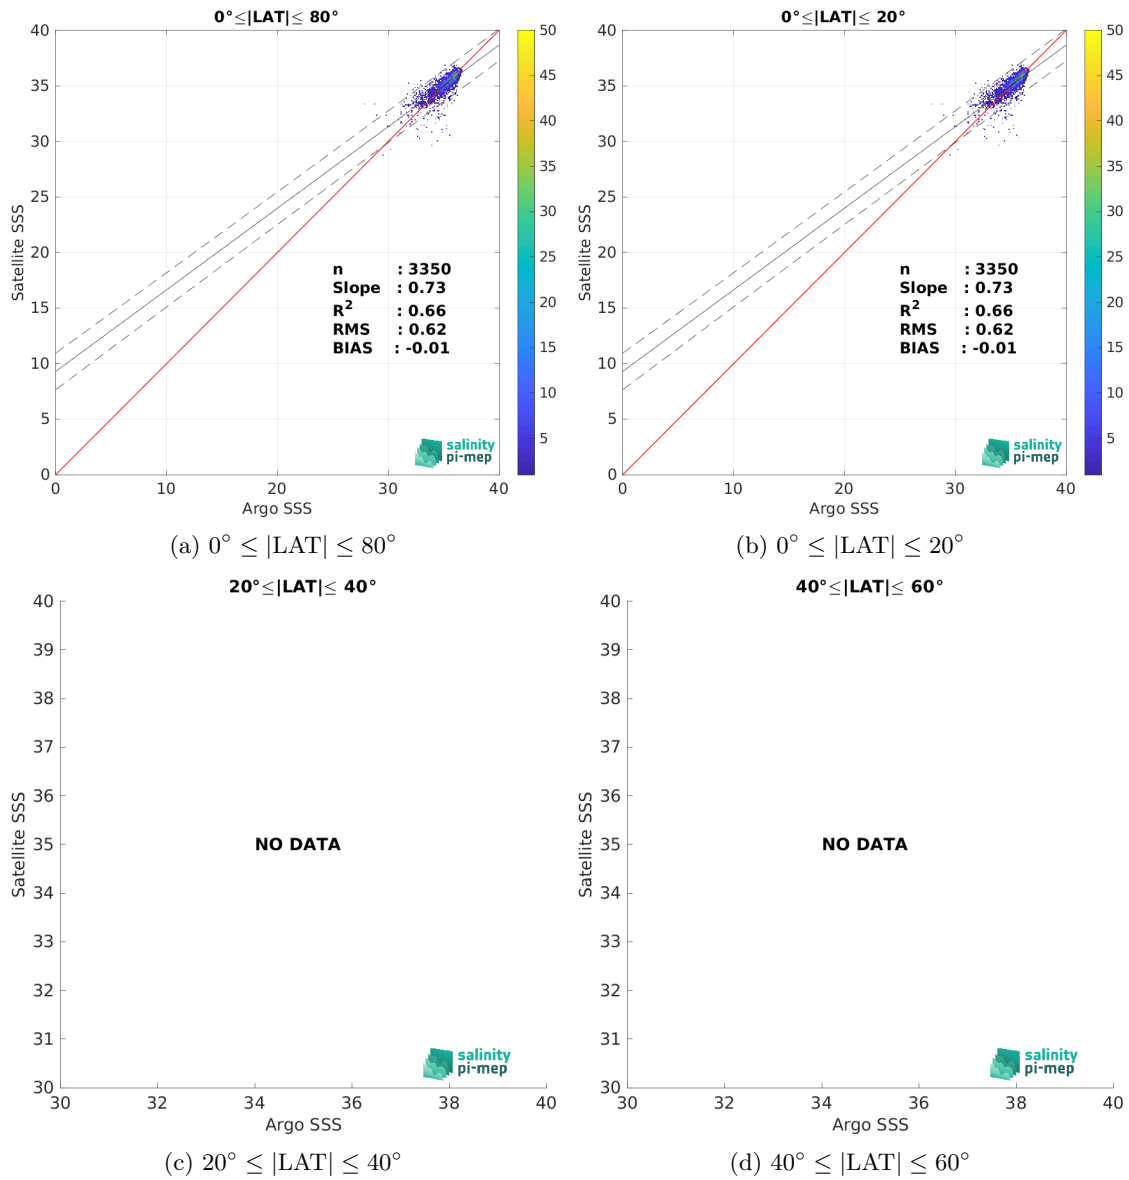 0°≤|LAT|≤ 80°
40
35
30
25
20
15
10
5
0
Satellite SSS
0
10
20
30
40
Argo SSS
n : 3350
Slope : 0.73
R² : 0.66
RMS : 0.62
BIAS : -0.01
salinity
pi-mep
50
45
40
35
30
25
20
15
10
5
(a) 0° ≤ |LAT| ≤ 80°
0°≤|LAT|≤ 20°
40
35
30
25
20
15
10
5
0
Satellite SSS
0
10
20
30
40
Argo SSS
n : 3350
Slope : 0.73
R² : 0.66
RMS : 0.62
BIAS : -0.01
salinity
pi-mep
50
45
40
35
30
25
20
15
10
5
(b) 0° ≤ |LAT| ≤ 20°
20°≤|LAT|≤ 40°
40
39
38
37
36
35
34
33
32
31
30
Satellite SSS
NO DATA
salinity
pi-mep
30
32
34
36
38
40
Argo SSS
(c) 20° ≤ |LAT| ≤ 40°
40°≤|LAT|≤ 60°
40
39
38
37
36
35
34
33
32
31
30
Satellite SSS
NO DATA
salinity
pi-mep
30
32
34
36
38
40
Argo SSS
(d) 40° ≤ |LAT| ≤ 60°